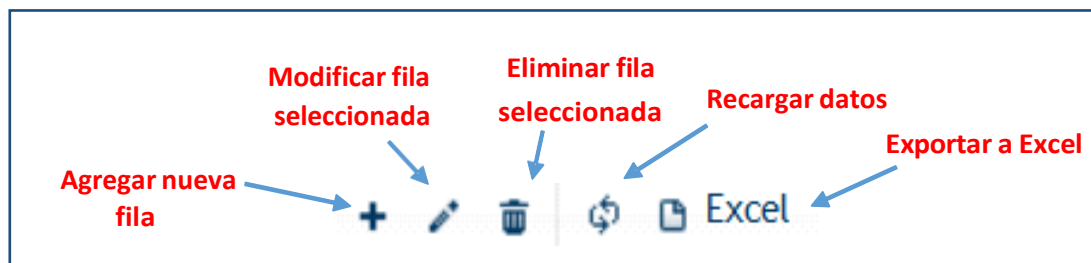 Modificar fila
seleccionada
Eliminar fila
seleccionada
Recargar datos
Exportar a Excel
Agregar nueva
fila
Excel